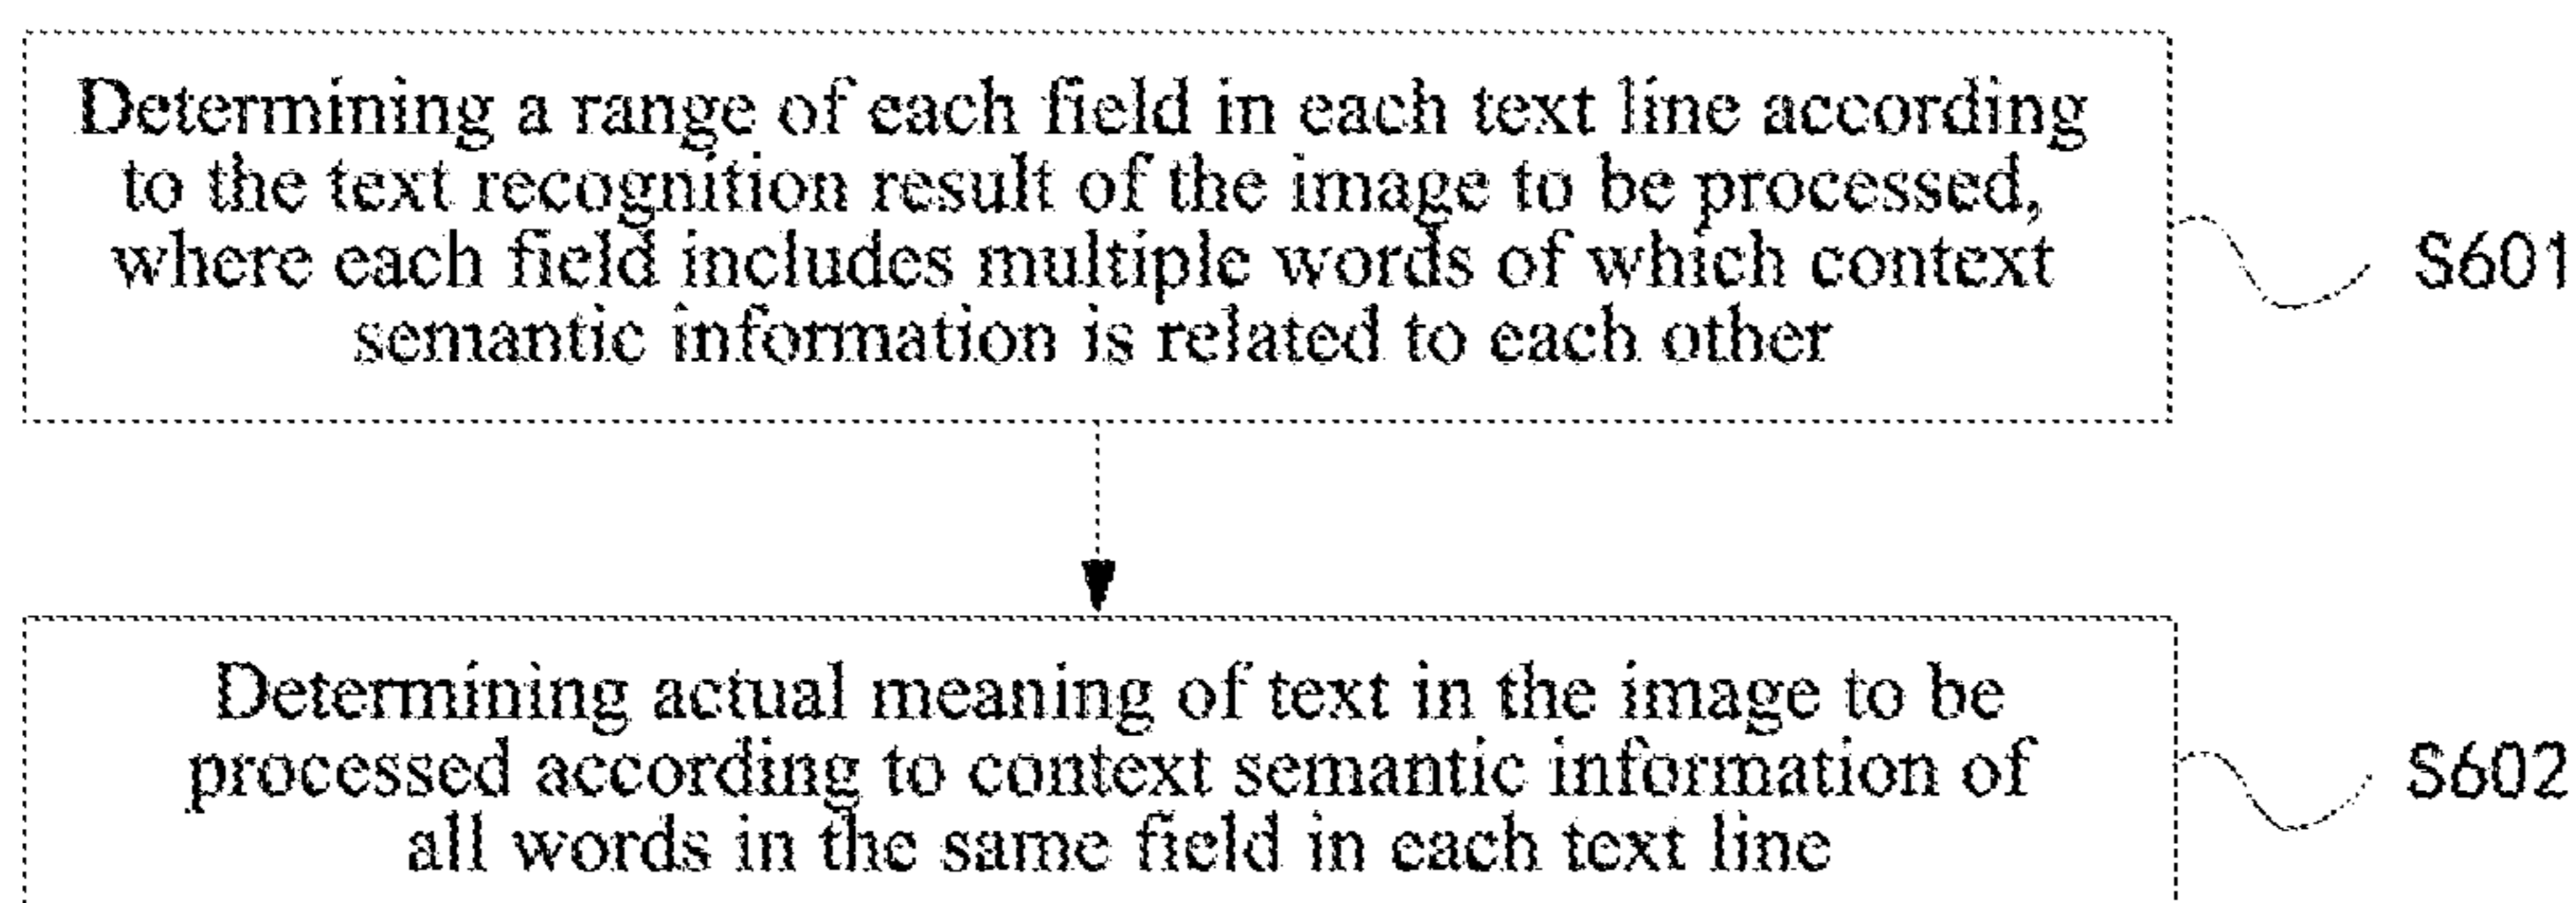 Determining a range of each field in each text line according
to the text recognition result of the image to be processed,
where each field includes multiple words of which context
semantic information is related to each other
S601
Determining actual meaning of text in the image to be
processed according to context semantic information of
all words in the same field in each text line
S602